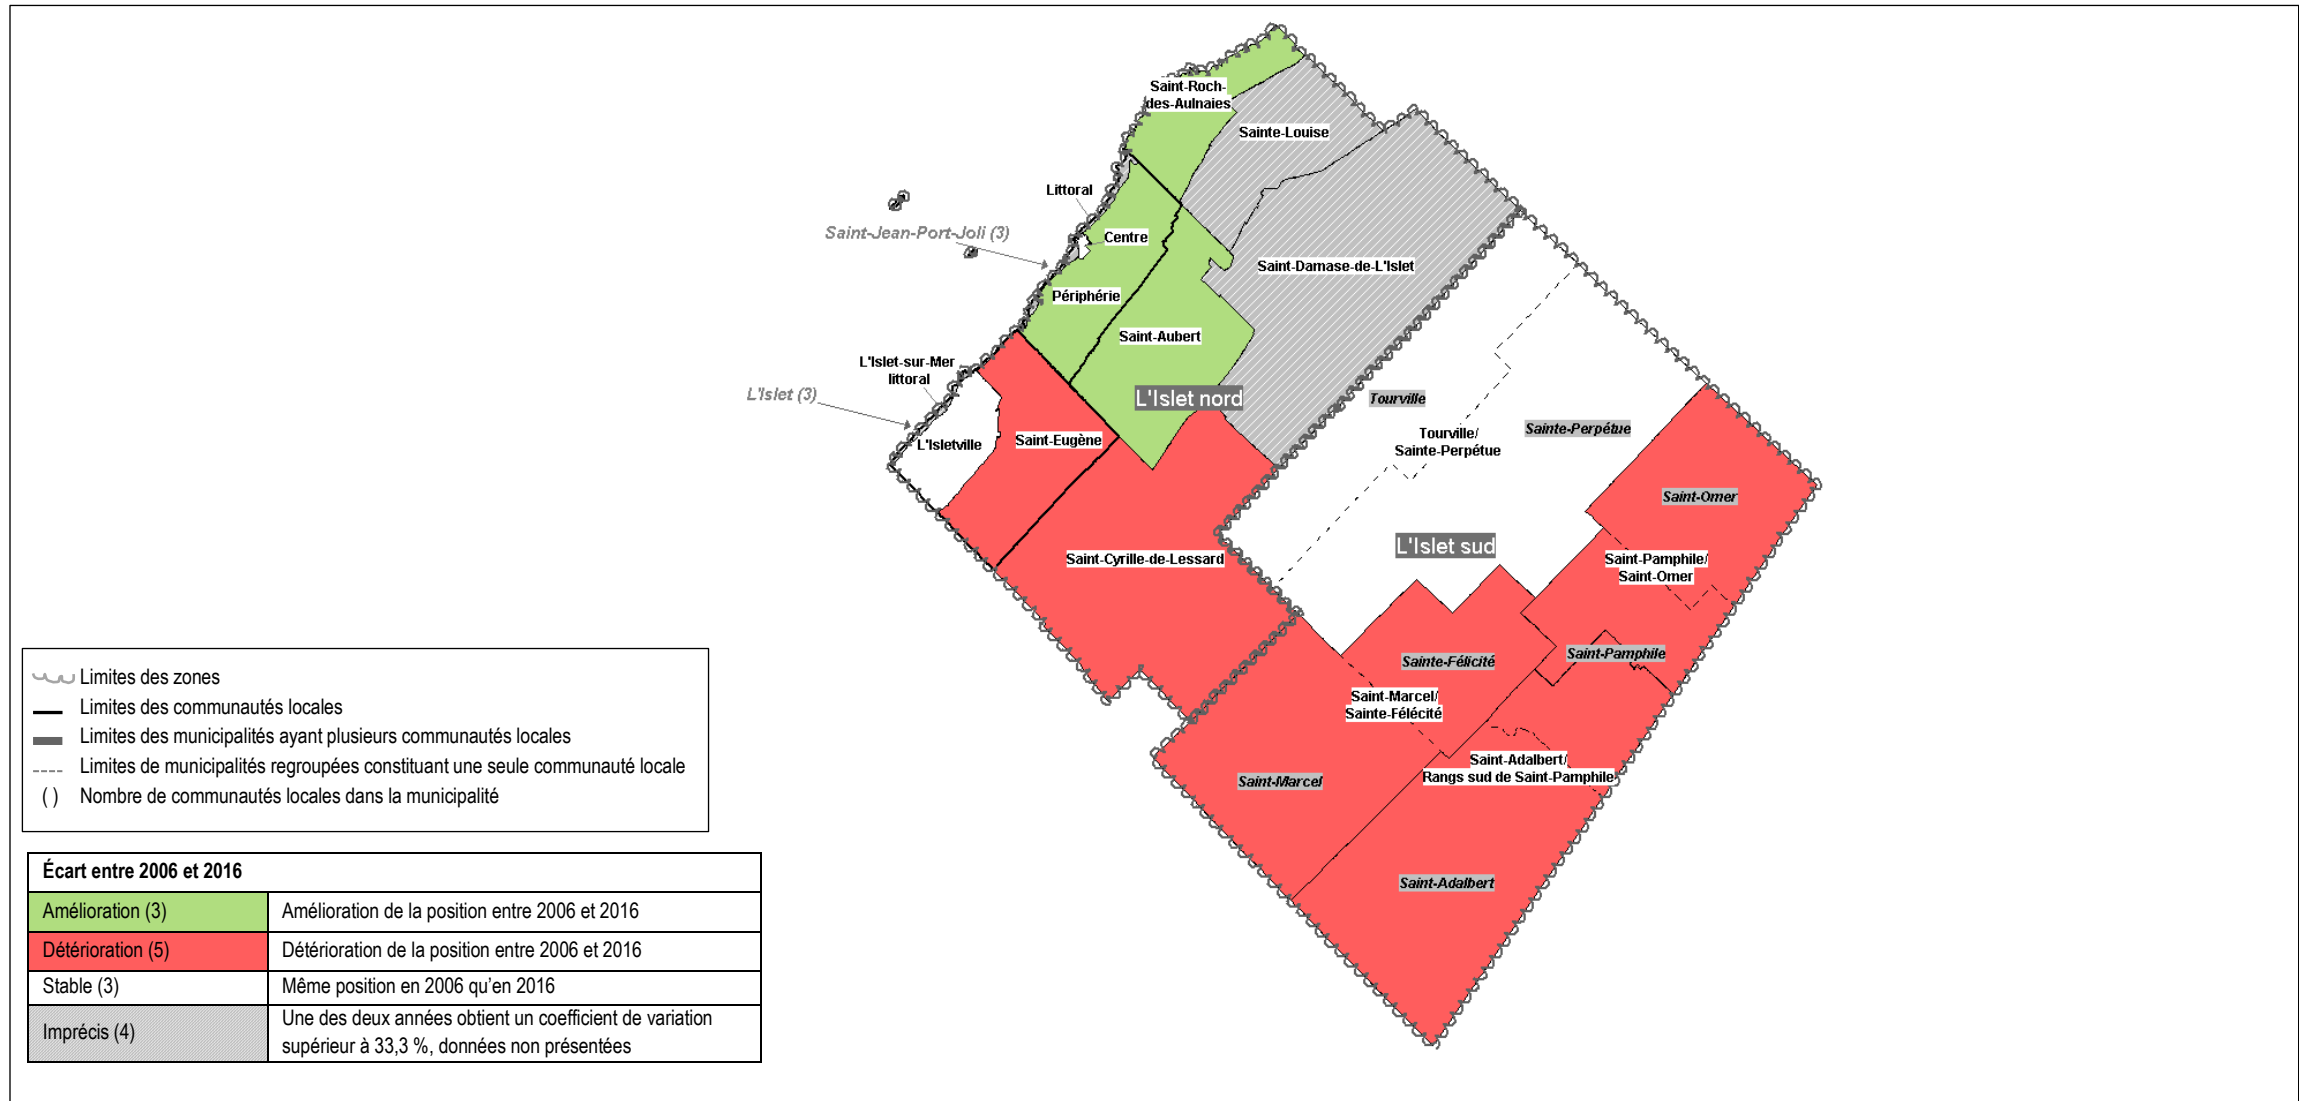 Saint-Roch-
des-Aulnaies
Sainte-Louise
Littoral
Saint-Jean-Port-Joli (3)
Centre
Saint-Damase-de-L'Islet
Périphérie
Saint-Aubert
L'Islet-sur-Mer
littoral
L'Islet (3)
L'Islet nord
Tourville
L'Isletville
Saint-Eugène
Tourville/
Sainte-Perpétue
Sainte-Perpétue
Saint-Omer
L'Islet sud
Saint-Cyrille-de-Lessard
Saint-Pamphile/
Saint-Omer
Sainte-Félicité
Saint-Pamphile
Saint-Marcel/
Sainte-Félécité
Saint-Marcel
Saint-Adalbert/
Rangs sud de Saint-Pamphile
Saint-Adalbert
Limites des zones
Limites des communautés locales
Limites des municipalités ayant plusieurs communautés locales
Limites de municipalités regroupées constituant une seule communauté locale
( ) Nombre de communautés locales dans la municipalité
Écart entre 2006 et 2016
Amélioration (3) Amélioration de la position entre 2006 et 2016
Détérioration (5) Détérioration de la position entre 2006 et 2016
Stable (3) Même position en 2006 qu'en 2016
Imprécis (4) Une des deux années obtient un coefficient de variation
supérieur à 33,3 %, données non présentées